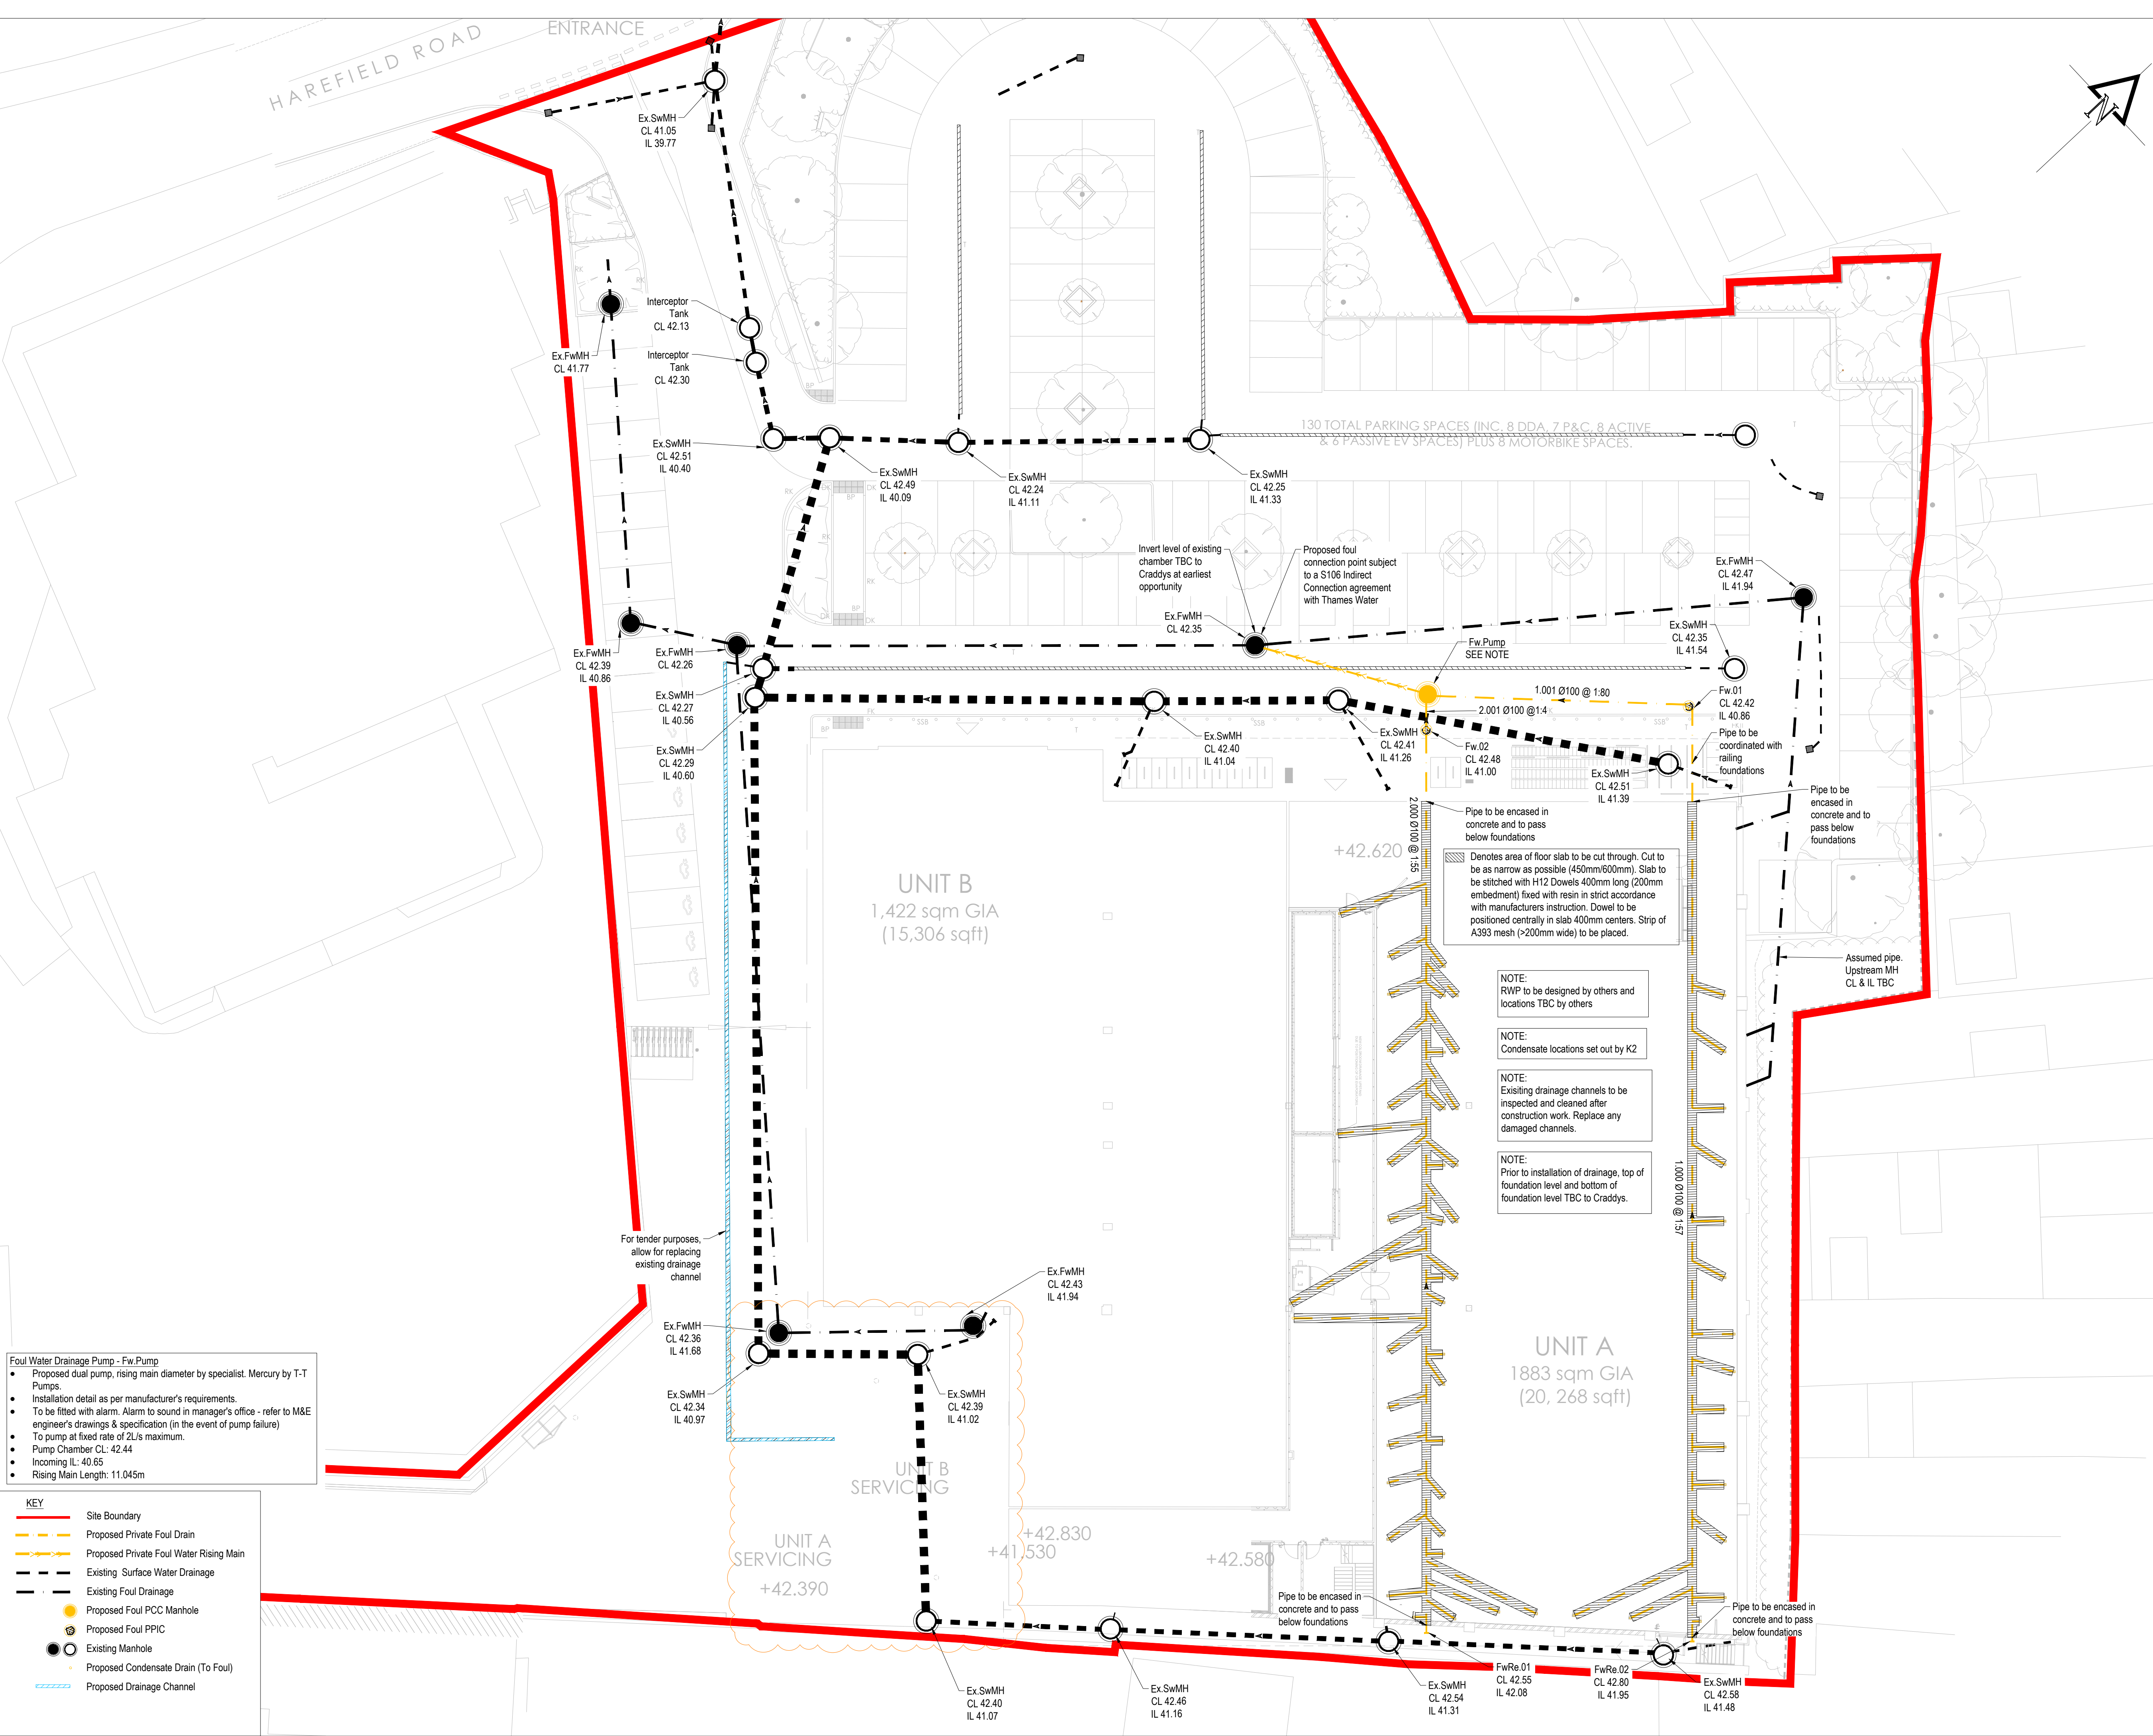 HAREFIELD ROAD
ENTRANCE
N
Ex.SwMH
CL 41.05
IL 39.77
Interceptor
Tank
CL 42.13
Interceptor
Tank
CL 42.30
Ex.FwMH
CL 41.77
RK
RK
RK
BP
T
Ex.SwMH
CL 42.51
IL 40.40
Ex.SwMH
CL 42.49
IL 40.09
Ex.SwMH
CL 42.24
IL 41.11
Ex.SwMH
CL 42.25
IL 41.33
130 TOTAL PARKING SPACES (INC. 8 DDA, 7 P&C, 8 ACTIVE
& 6 PASSIVE EV SPACES) PLUS 8 MOTORBIKE SPACES.
T
RK
DK
DK
BP
RK
RK
BP
DK
DK
Invert level of existing
chamber TBC to
Craddys at earliest
opportunity
Proposed foul
connection point subject
to a S106 Indirect
Connection agreement
with Thames Water
Ex.FwMH
CL 42.35
Ex.FwMH
CL 42.47
IL 41.94
Ex.SwMH
CL 42.35
IL 41.54
Ex.FwMH
CL 42.39
IL 40.86
Ex.FwMH
CL 42.26
Fw.Pump
SEE NOTE
Ex.SwMH
CL 42.27
IL 40.56
Ex.SwMH
CL 42.29
IL 40.60
1.001 Ø100 @ 1:80
2.001 Ø100 @1:4
Fw.01
CL 42.42
IL 40.86
Pipe to be
coordinated with
railing
foundations
FK
BP
SSB
T
SSB
SSB
Ex.SwMH
CL 42.40
IL 41.04
Ex.SwMH
CL 42.41
IL 41.26
Fw.02
CL 42.48
IL 41.00
Ex.SwMH
CL 42.51
IL 41.39
Pipe to be
encased in
concrete and to
pass below
foundations
2.000 Ø100 @ 1:55
Pipe to be encased in
concrete and to pass
below foundations
+42.620
Denotes area of floor slab to be cut through. Cut to
be as narrow as possible (450mm/600mm). Slab to
be stitched with H12 Dowels 400mm long (200mm
embedment) fixed with resin in strict accordance
with manufacturers instruction. Dowel to be
positioned centrally in slab 400mm centers. Strip of
A393 mesh (>200mm wide) to be placed.
UNIT B
1,422 sqm GIA
(15,306 sqft)
NOTE:
RWP to be designed by others and
locations TBC by others
NOTE:
Condensate locations set out by K2
NOTE:
Exisiting drainage channels to be
inspected and cleaned after
construction work. Replace any
damaged channels.
NOTE:
Prior to installation of drainage, top of
foundation level and bottom of
foundation level TBC to Craddys.
Assumed pipe.
Upstream MH
CL & IL TBC
1.000 Ø100 @ 1:57
For tender purposes,
allow for replacing
existing drainage
channel
Ex.FwMH
CL 42.43
IL 41.94
Ex.FwMH
CL 42.36
IL 41.68
Ex.SwMH
CL 42.34
IL 40.97
Ex.SwMH
CL 42.39
IL 41.02
UNIT A
1883 sqm GIA
(20, 268 sqft)
UNIT B
SERVICING
UNIT A
SERVICING
+42.390
+42.830
+41.530
+42.580
Pipe to be encased in
concrete and to pass
below foundations
Pipe to be encased in
concrete and to pass
below foundations
Ex.SwMH
CL 42.40
IL 41.07
Ex.SwMH
CL 42.46
IL 41.16
Ex.SwMH
CL 42.54
IL 41.31
FwRe.01
CL 42.55
IL 42.08
FwRe.02
CL 42.80
IL 41.95
Ex.SwMH
CL 42.58
IL 41.48
Foul Water Drainage Pump - Fw.Pump
• Proposed dual pump, rising main diameter by specialist. Mercury by T-T
Pumps.
• Installation detail as per manufacturer's requirements.
• To be fitted with alarm. Alarm to sound in manager's office - refer to M&E
engineer's drawings & specification (in the event of pump failure)
• To pump at fixed rate of 2L/s maximum.
• Pump Chamber CL: 42.44
• Incoming IL: 40.65
• Rising Main Length: 11.045m
KEY
Site Boundary
Proposed Private Foul Drain
Proposed Private Foul Water Rising Main
Existing Surface Water Drainage
Existing Foul Drainage
Proposed Foul PCC Manhole
Proposed Foul PPIC
Existing Manhole
Proposed Condensate Drain (To Foul)
Proposed Drainage Channel